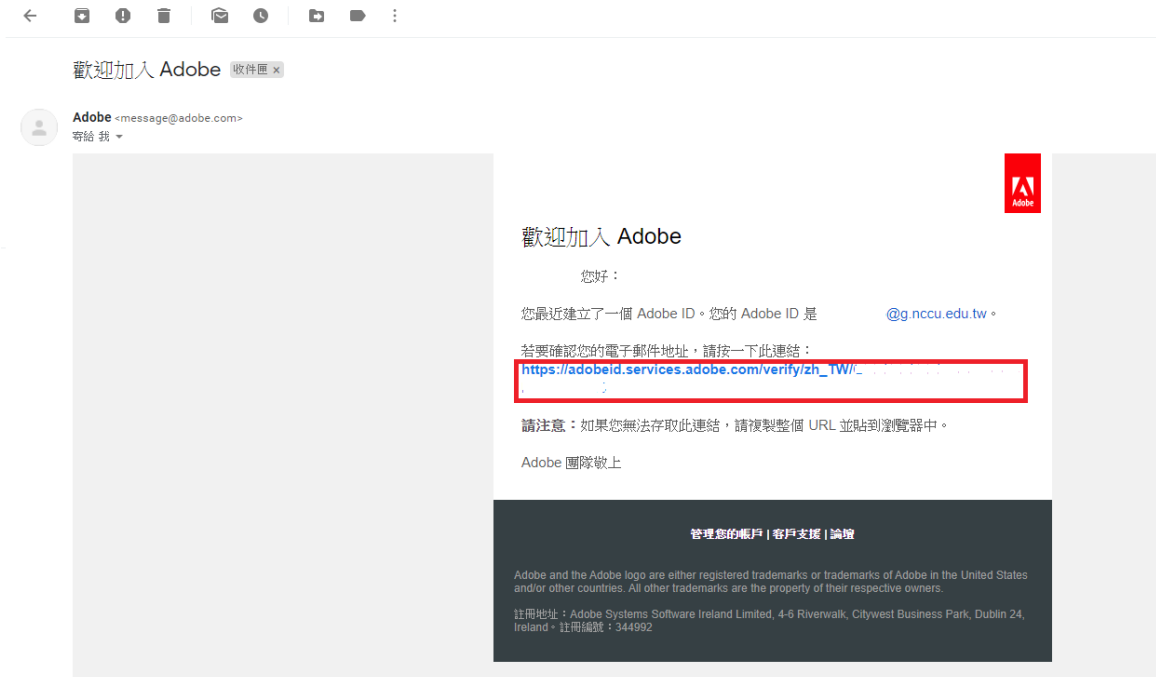 歡迎加入 Adobe 收件匣 ×
Adobe <message@adobe.com>
寄給 我
Adobe
歡迎加入 Adobe
您好：
您最近建立了一個 Adobe ID。您的 Adobe ID 是 @g.nccu.edu.tw。
若要確認您的電子郵件地址，請按一下此連結：
https://adobeid.services.adobe.com/verify/zh_TW/
請注意：如果您無法存取此連結，請複製整個 URL 並貼到瀏覽器中。
Adobe 團隊敬上
管理您的帳戶 | 客戶支援 | 論壇
Adobe and the Adobe logo are either registered trademarks or trademarks of Adobe in the United States
and/or other countries. All other trademarks are the property of their respective owners.
註冊地址：Adobe Systems Software Ireland Limited, 4-6 Riverwalk, Citywest Business Park, Dublin 24,
Ireland。註冊編號：344992